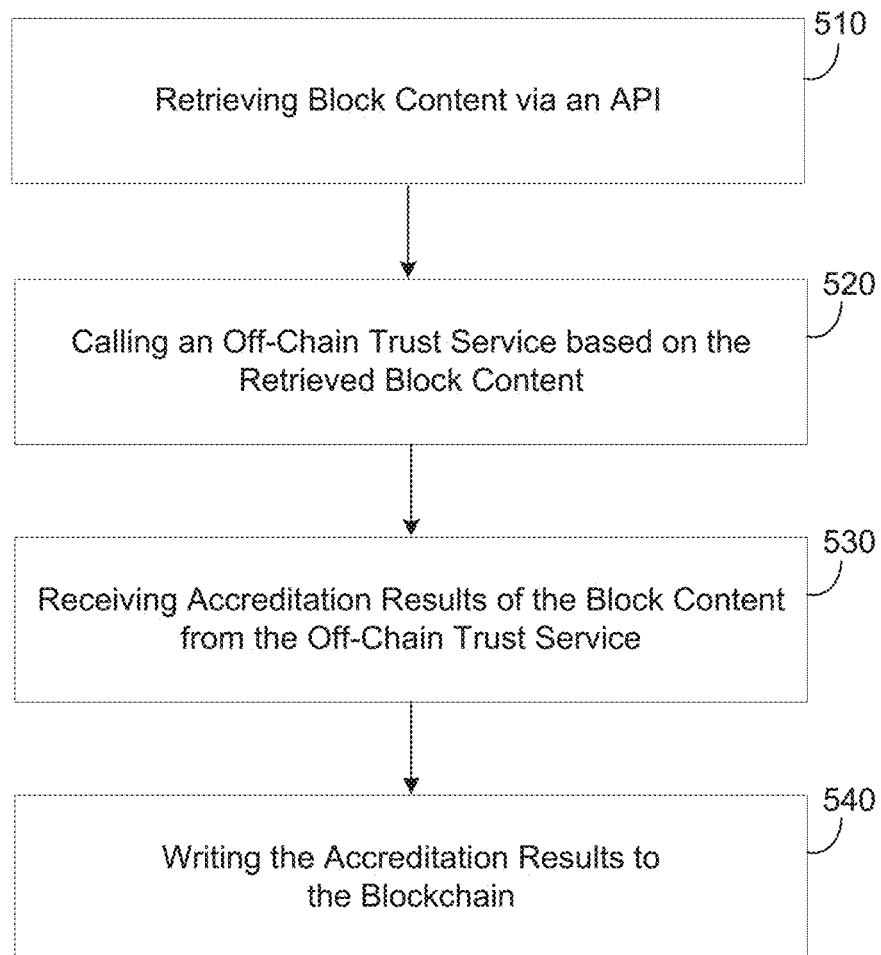 510
Retrieving Block Content via an API
520
Calling an Off-Chain Trust Service based on the
Retrieved Block Content
530
Receiving Accreditation Results of the Block Content
from the Off-Chain Trust Service
540
Writing the Accreditation Results to
the Blockchain